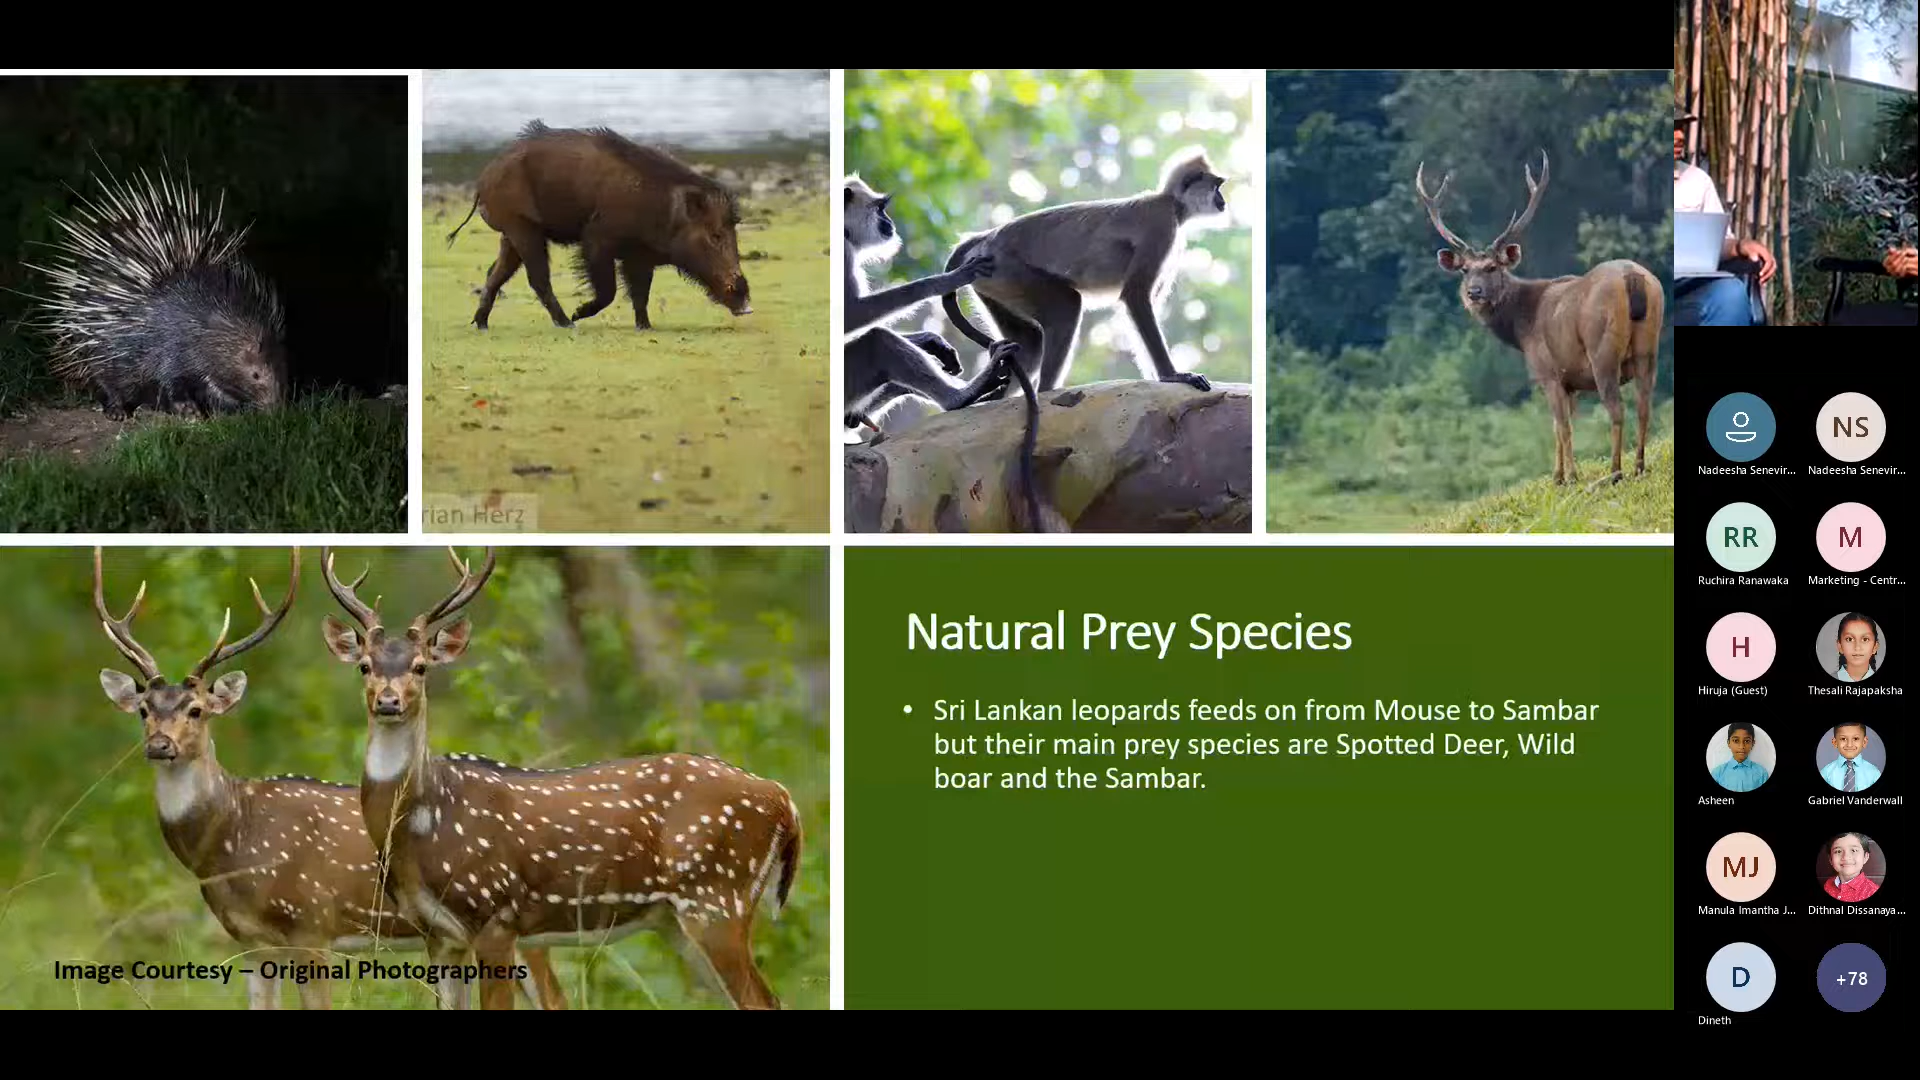 rian Herz
Image Courtesy – Original Photographers
Natural Prey Species
• Sri Lankan leopards feeds on from Mouse to Sambar
but their main prey species are Spotted Deer, Wild
boar and the Sambar.
Nadeesha Senevir...
NS
Nadeesha Senevir...
RR
Ruchira Ranawaka
M
Marketing - Centr...
H
Hiruja (Guest)
Thesali Rajapaksha
Asheen
Gabriel Vanderwall
MJ
Manula Imantha J...
Dithnal Dissanaya...
D
Dineth
+78